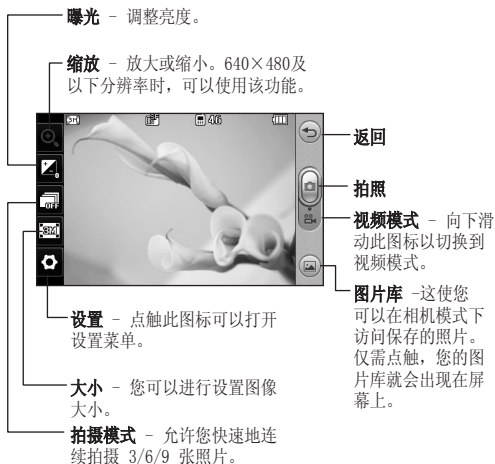 曝光 - 调整亮度。
缩放 - 放大或缩小。640×480及
以下分辨率时，可以使用该功能。
3M
46
OFF
3M
返回
拍照
视频模式 - 向下滑
动此图标以切换到
视频模式。
图片库 -这使您
可以在相机模式下
访问保存的照片。
仅需点触，您的图
片库就会出现在屏
幕上。
设置 - 点触此图标可以打开
设置菜单。
大小 - 您可以进行设置图像
大小。
拍摄模式 - 允许您快速地连
续拍摄 3/6/9 张照片。